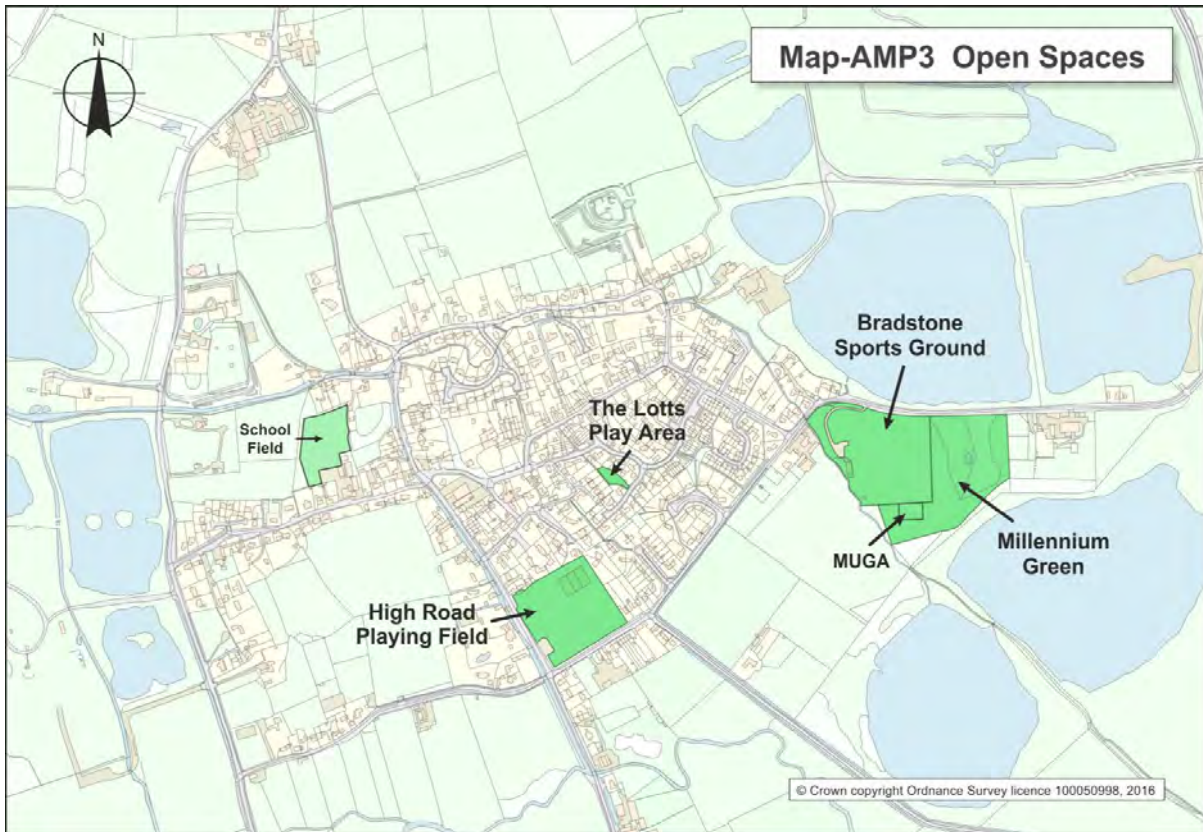 N
Map-AMP3 Open Spaces
Bradstone
Sports Ground
The Lotts
Play Area
School
Field
MUGA
Millennium
Green
High Road
Playing Field
© Crown copyright Ordnance Survey licence 100050998, 2016